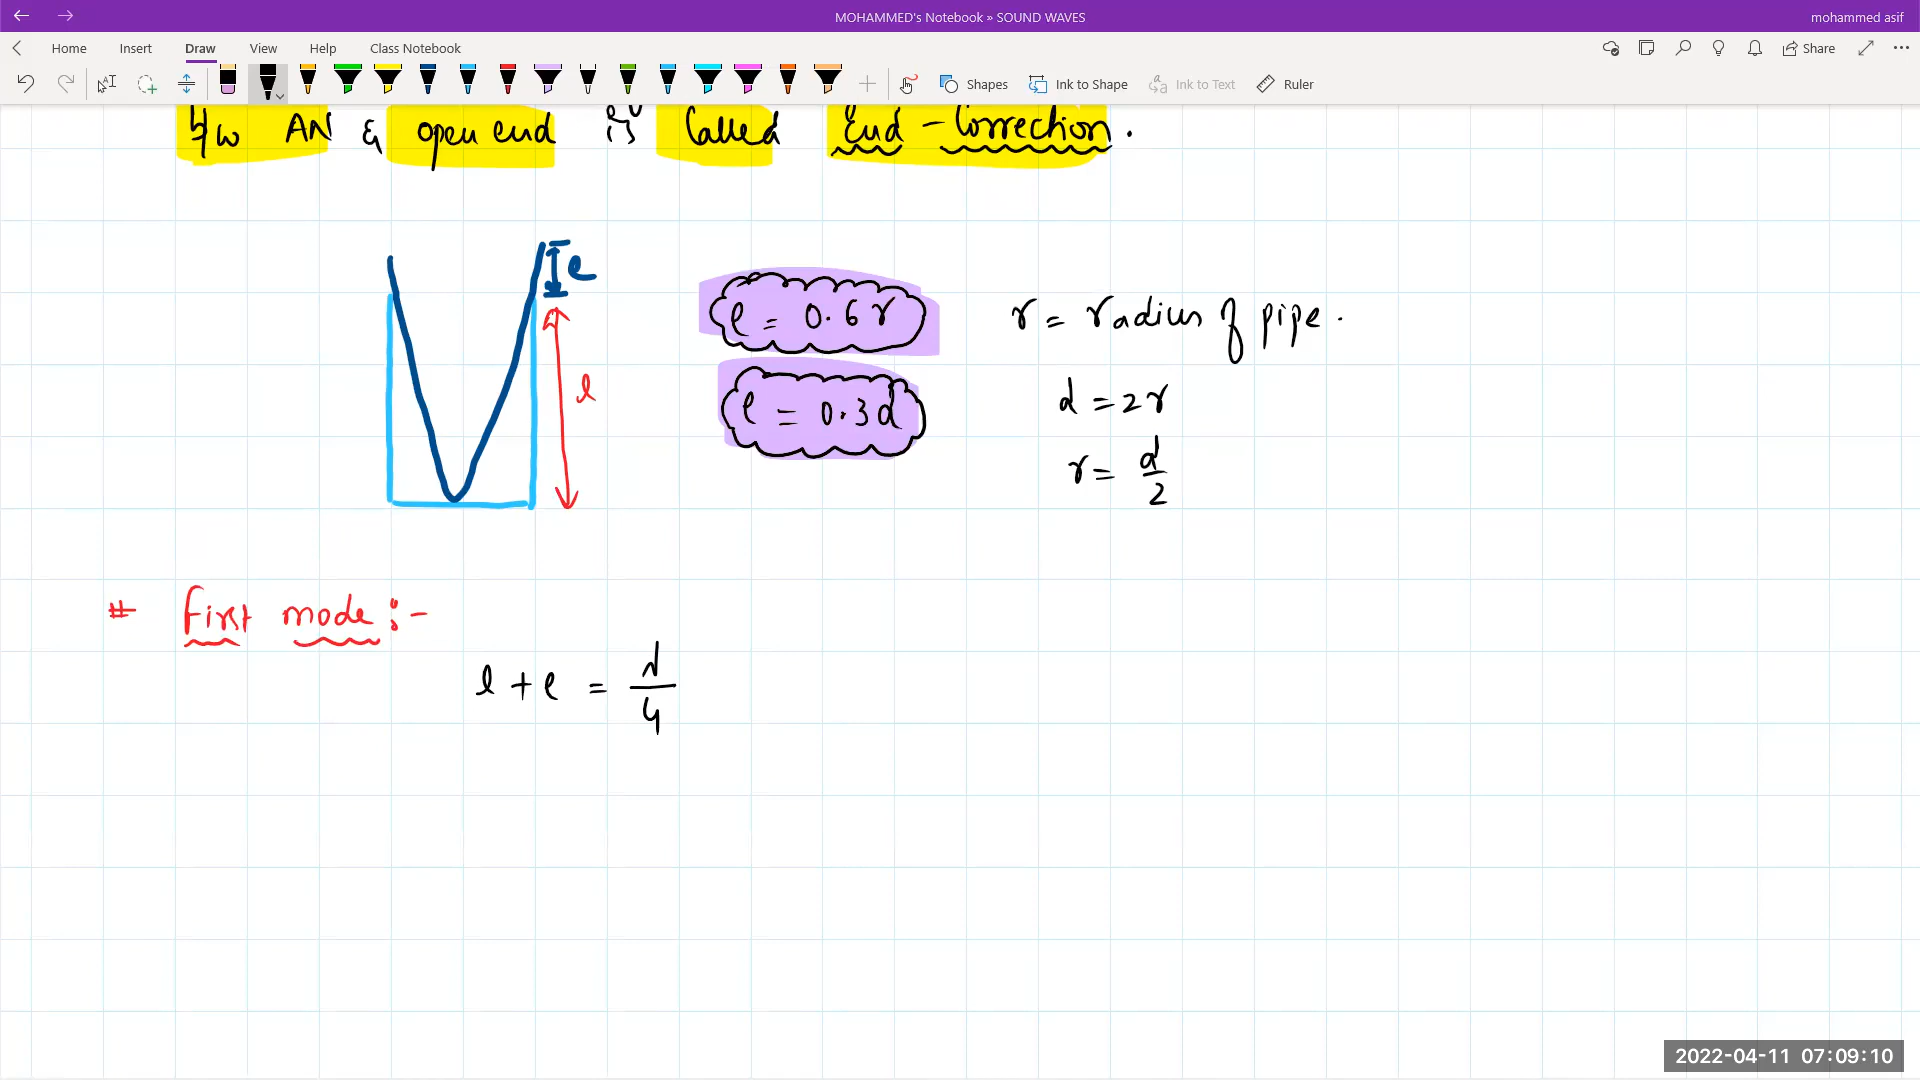 MOHAMMED's Notebook » SOUND WAVES
mohammed asif
Home Insert Draw View Help Class Notebook
Share
Shapes Ink to Shape Ink to Text Ruler
b/w AN & open end is called End-Correction.
e
l
e = 0.6 r
r = radius of pipe.
e = 0.3 d
d = 2r
r = d/2
# First mode :-
l + e = λ/4
2022-04-11 07:09:10